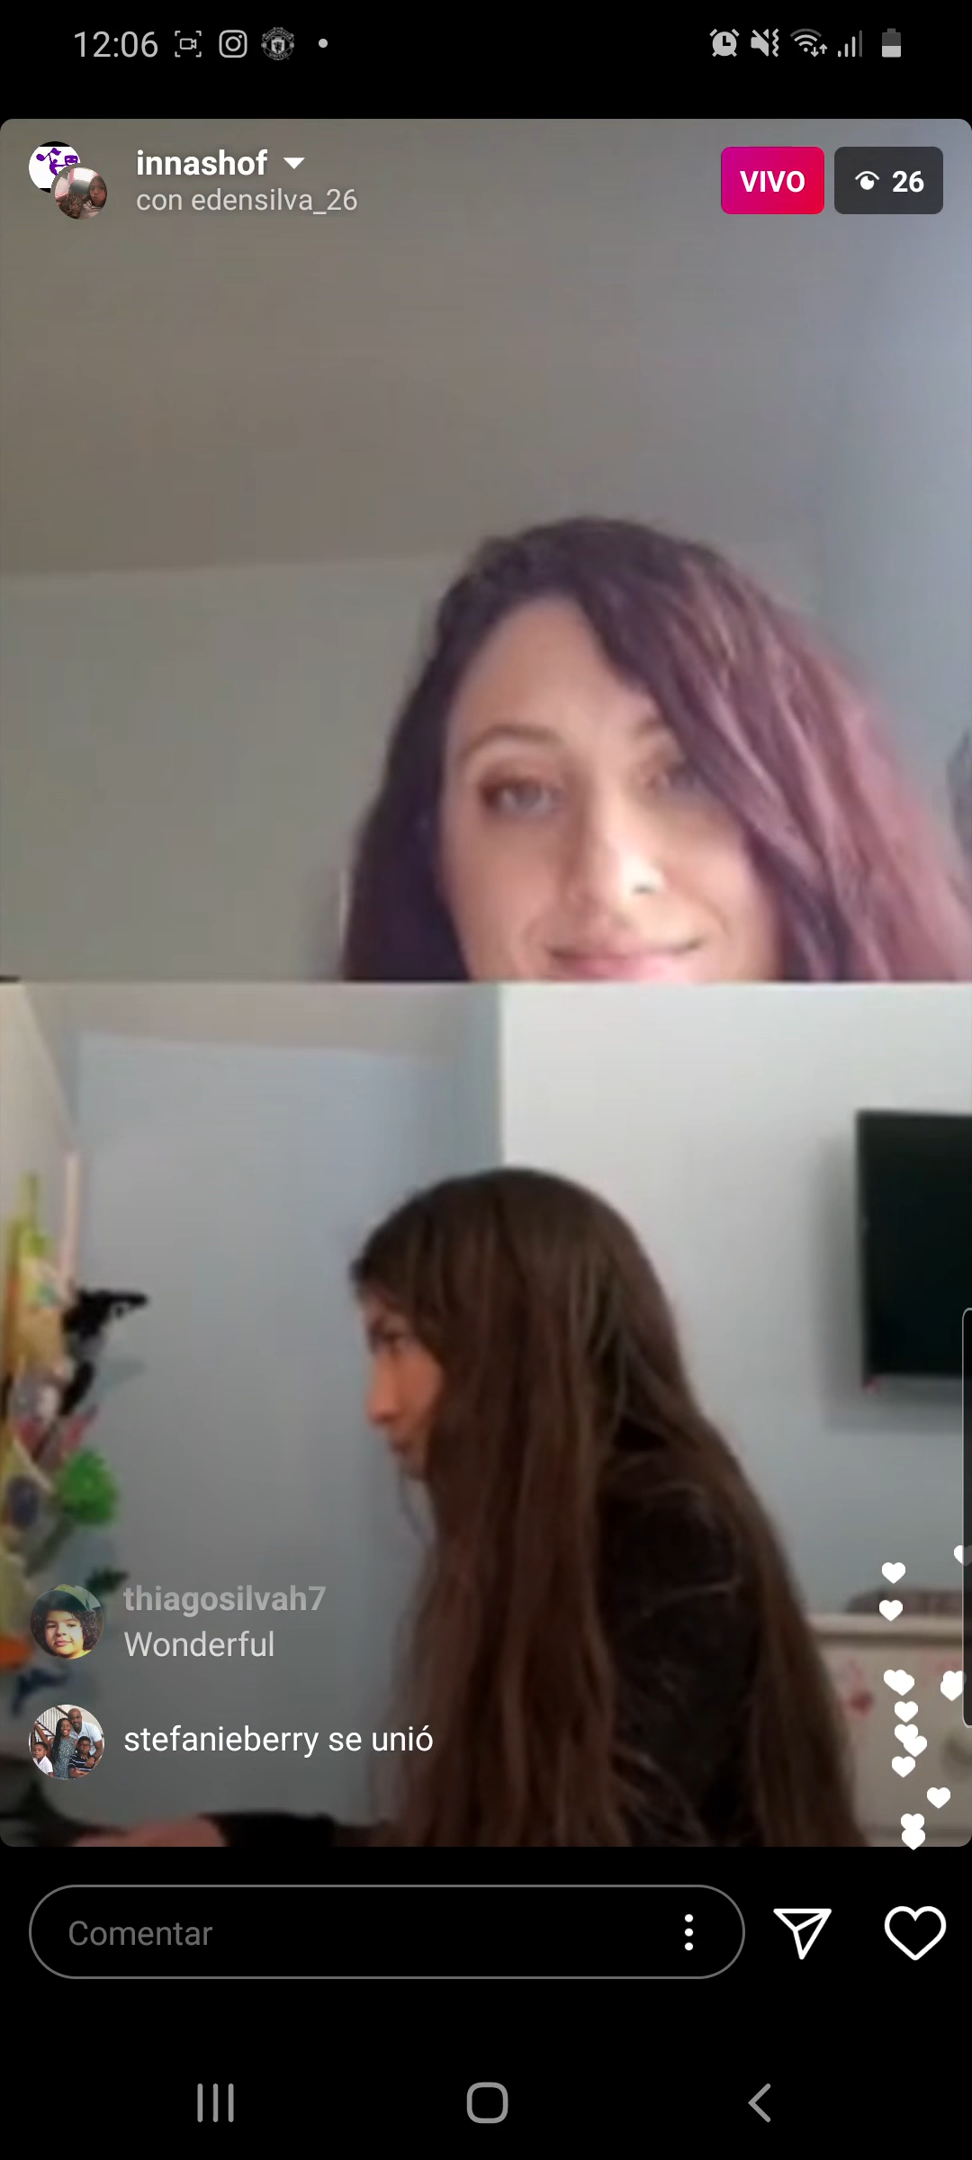 12:06
innashof
con edensilva_26
VIVO
26
thiagosilvah7
Wonderful
stefanieberry se unió
Comentar